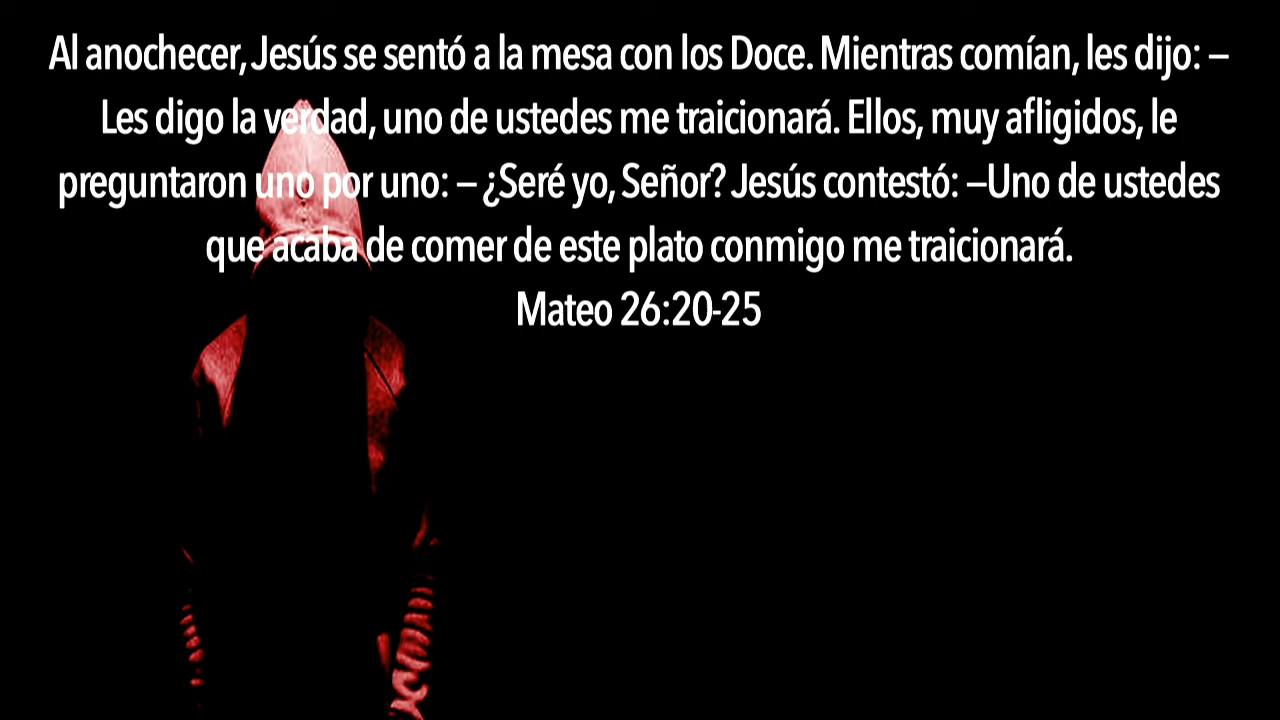 Al anochecer, Jesús se sentó a la mesa con los Doce. Mientras comían, les dijo: –
Les digo la verdad, uno de ustedes me traicionará. Ellos, muy afligidos, le
preguntaron uno por uno: – ¿Seré yo, Señor? Jesús contestó: –Uno de ustedes
que acaba de comer de este plato conmigo me traicionará.
Mateo 26:20-25